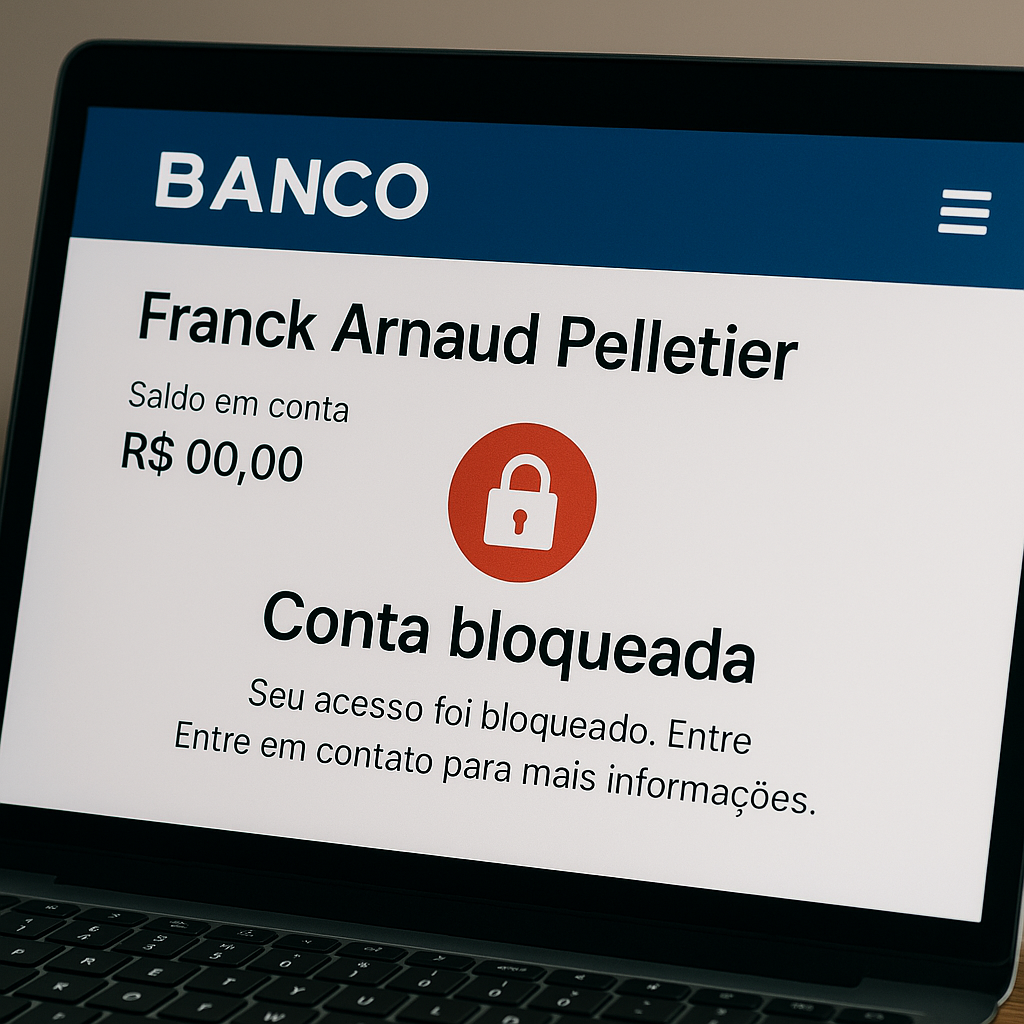 BANCO
Franck Arnaud Pelletier
Saldo em conta
R$ 00,00
Conta bloqueada
Seu acesso foi bloqueado. Entre
Entre em contato para mais informações.